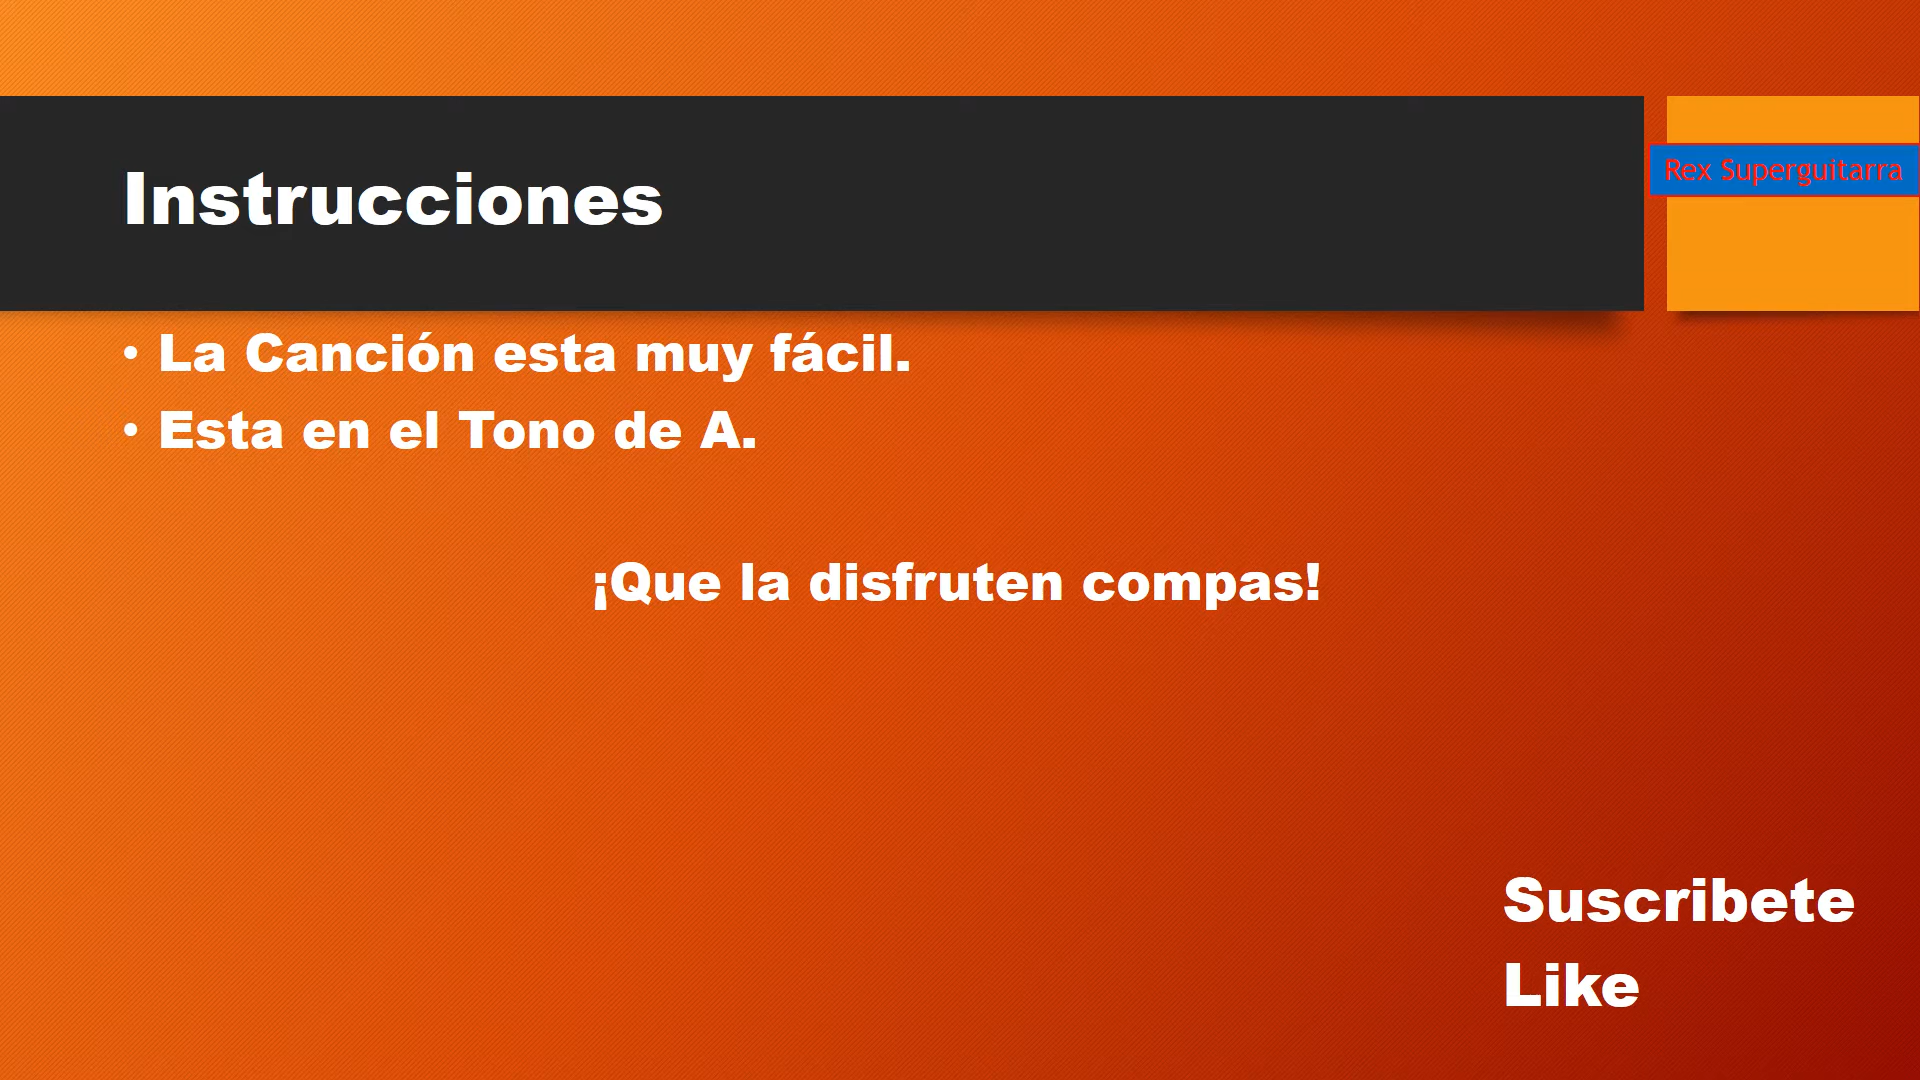 Instrucciones
Rex Superguitarra
• La Canción esta muy fácil.
• Esta en el Tono de A.
¡Que la disfruten compas!
Suscribete
Like